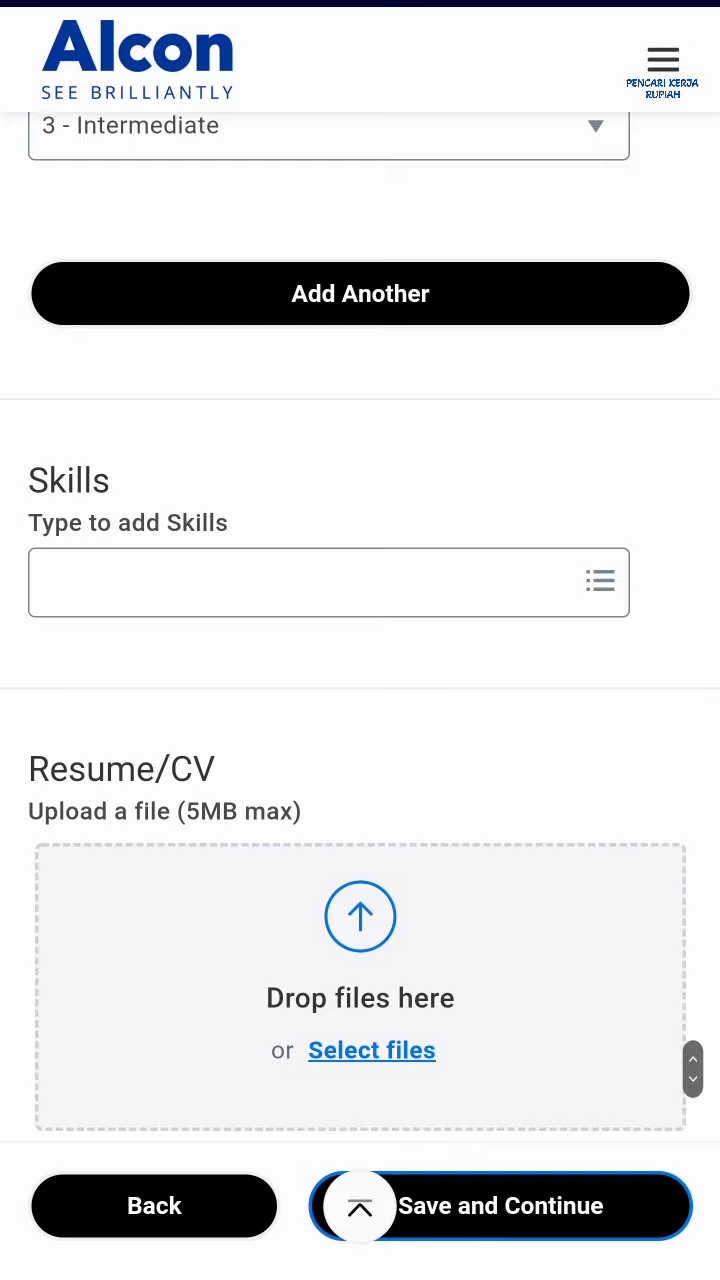 Alcon
SEE BRILLIANTLY
PENCARI KERJA
RUPIAH
3 - Intermediate
Add Another
Skills
Type to add Skills
Resume/CV
Upload a file (5MB max)
Drop files here
or Select files
Back
Save and Continue